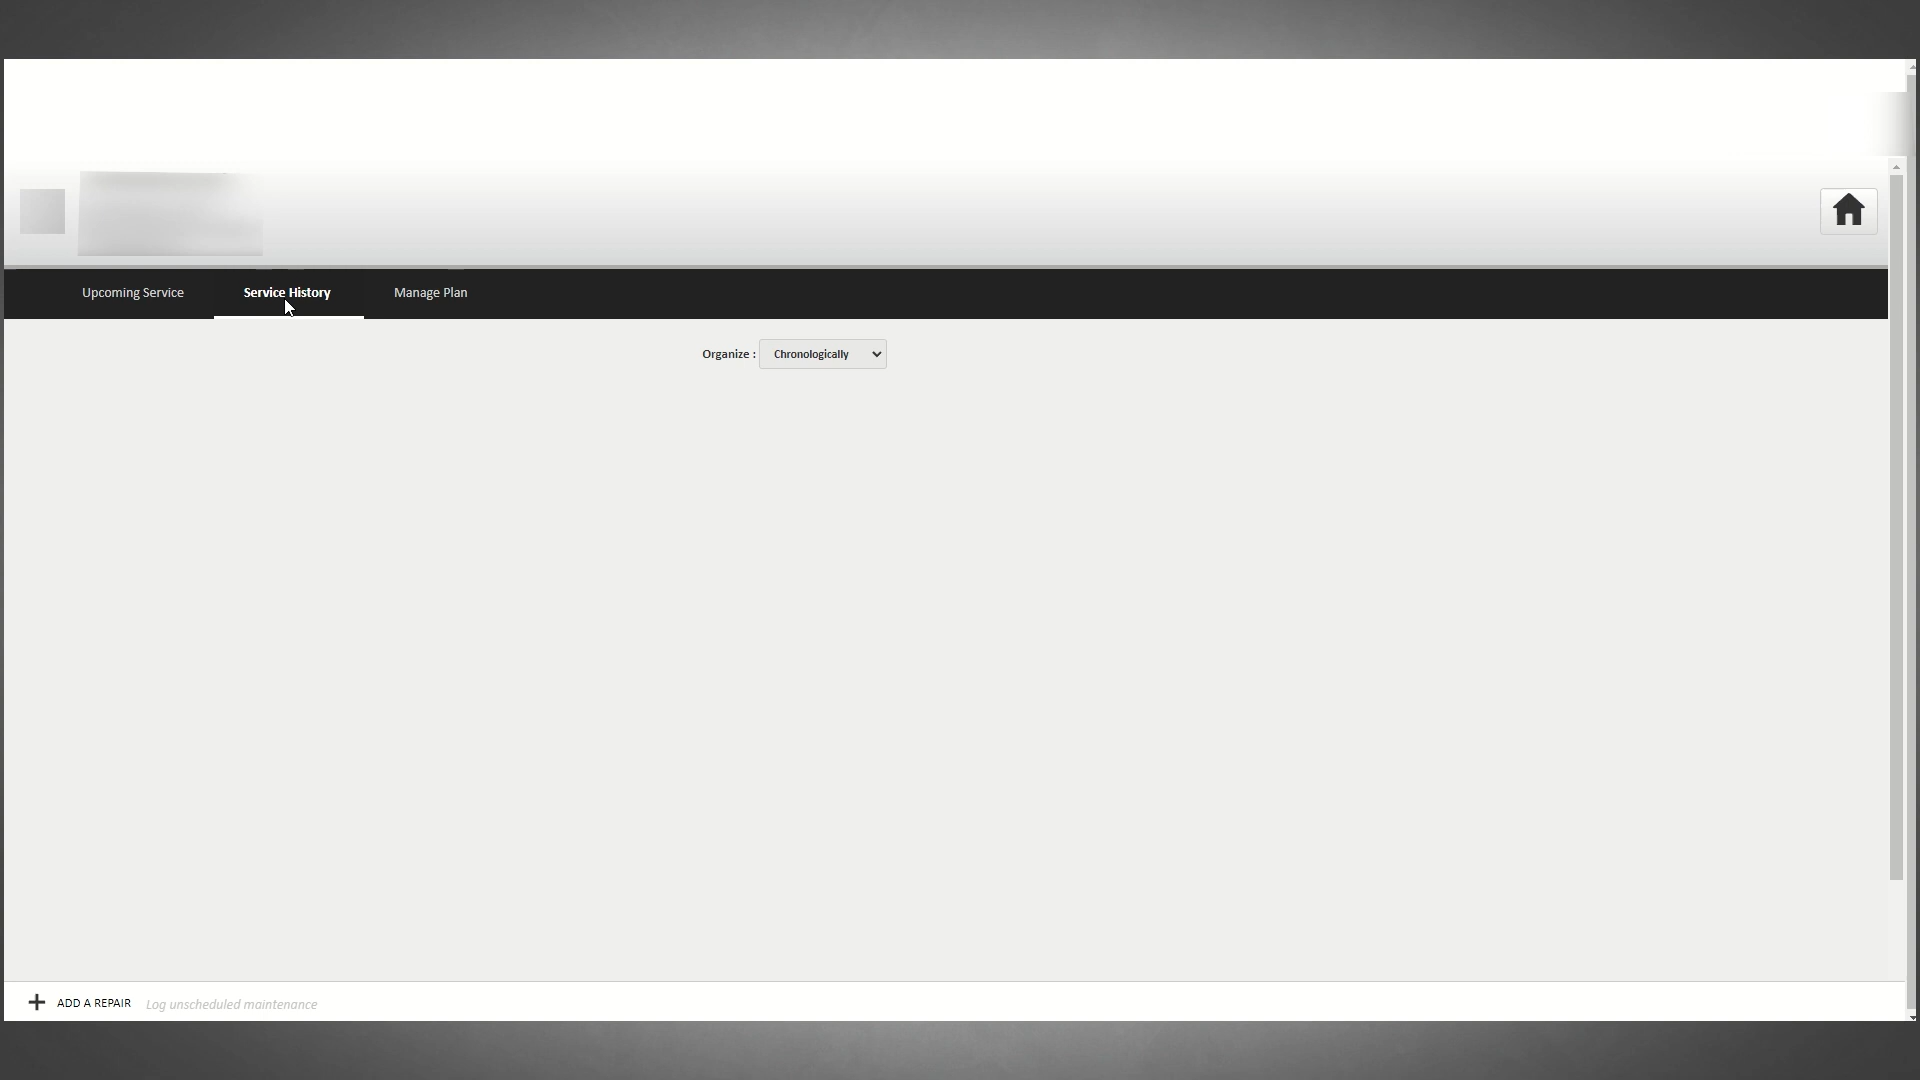 Upcoming Service
Service History
Manage Plan
Organize :
Chronologically
ADD A REPAIR
Log unscheduled maintenance